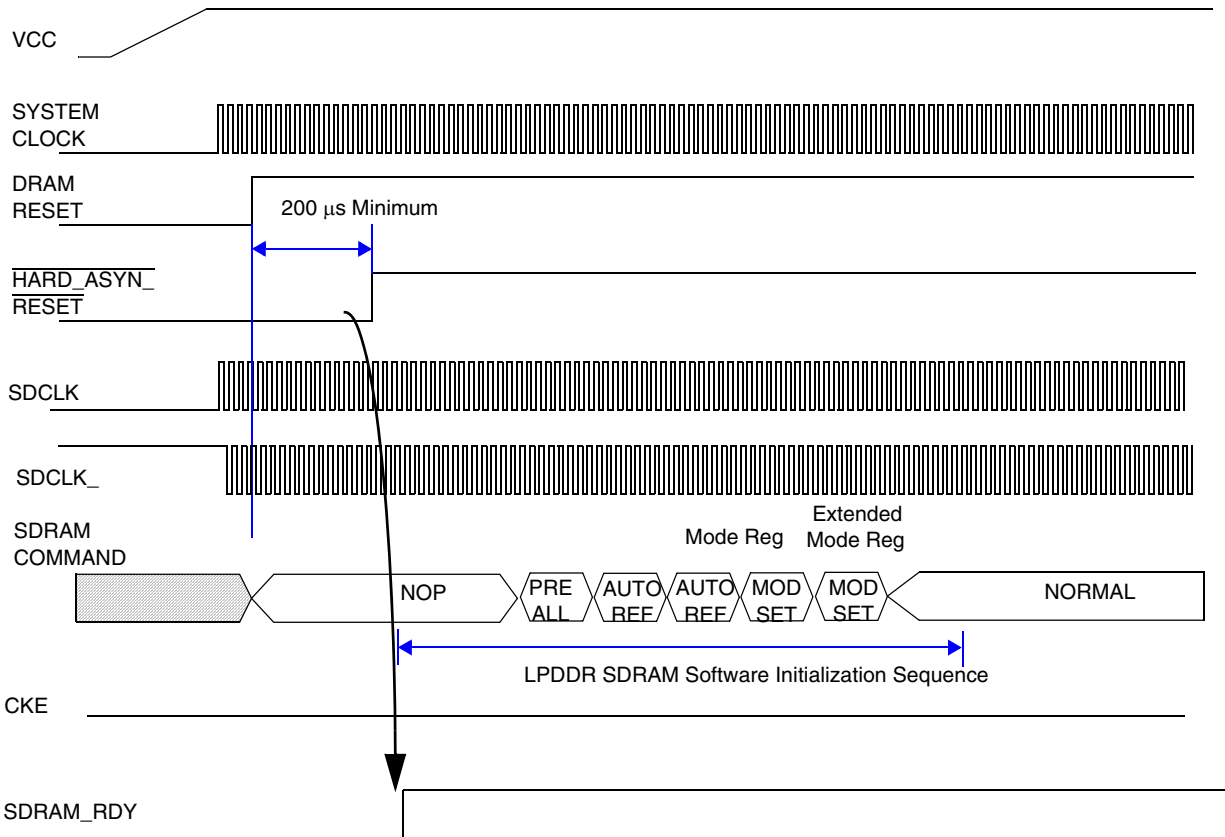 VCC
SYSTEM
CLOCK
DRAM
RESET
200 μs Minimum
HARD_ASYN_
RESET
SDCLK
SDCLK_
SDRAM
COMMAND
Mode Reg
Extended
Mode Reg
NOP
PRE
ALL
AUTO
REF
AUTO
REF
MOD
SET
MOD
SET
NORMAL
LPDDR SDRAM Software Initialization Sequence
CKE
SDRAM_RDY